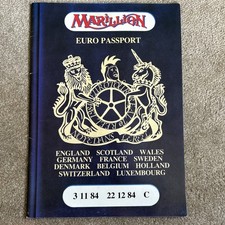 MARILLION
EURO PASSPORT
ENGLAND SCOTLAND WALES
GERMANY FRANCE SWEDEN
DENMARK BELGIUM HOLLAND
SWITZERLAND LUXEMBOURG
3 11 84 22 12 84 C